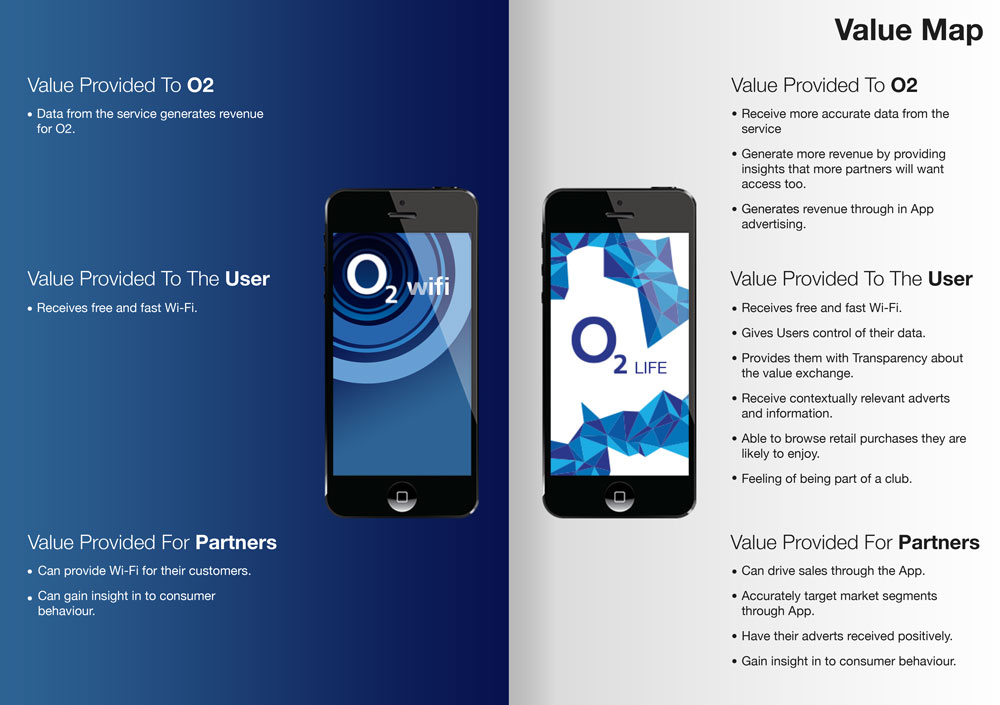 Value Map
Value Provided To O2
• Data from the service generates revenue
for O2.
Value Provided To The User
• Receives free and fast Wi-Fi.
Value Provided For Partners
• Can provide Wi-Fi for their customers.
• Can gain insight in to consumer
behaviour.
O2 wifi
O2 LIFE
Value Provided To O2
• Receive more accurate data from the
service
• Generate more revenue by providing
insights that more partners will want
access too.
• Generates revenue through in App
advertising.
Value Provided To The User
• Receives free and fast Wi-Fi.
• Gives Users control of their data.
• Provides them with Transparency about
the value exchange.
• Receive contextually relevant adverts
and information.
• Able to browse retail purchases they are
likely to enjoy.
• Feeling of being part of a club.
Value Provided For Partners
• Can drive sales through the App.
• Accurately target market segments
through App.
• Have their adverts received positively.
• Gain insight in to consumer behaviour.